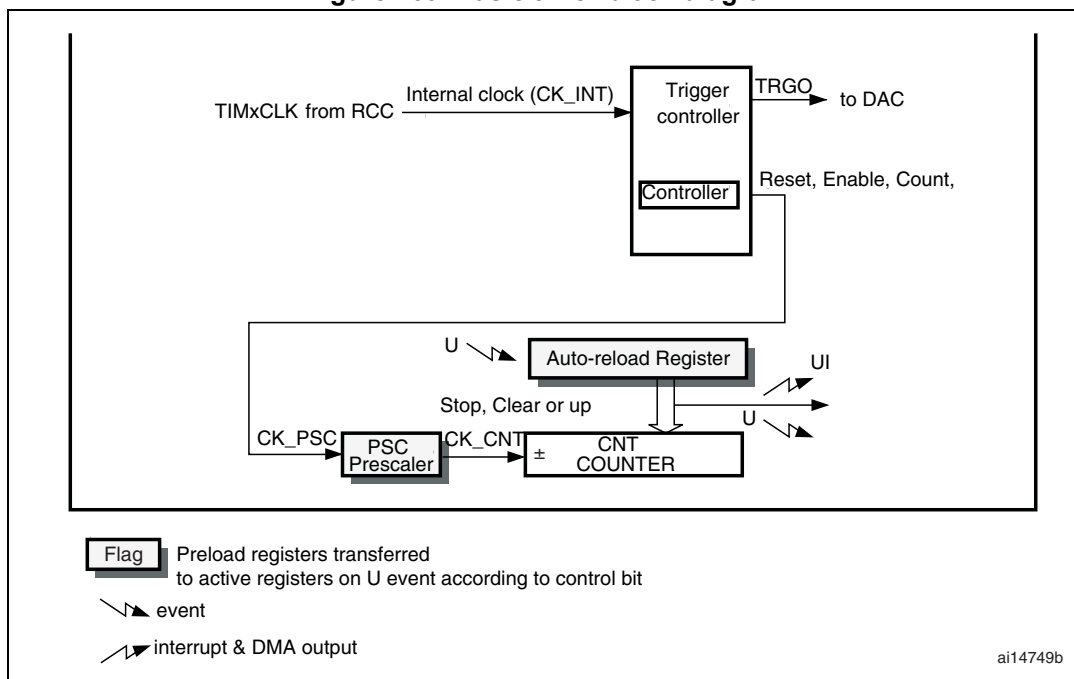 Internal clock (CK_INT)
TIMxCLK from RCC
Trigger
controller
TRGO
to DAC
Controller
Reset, Enable, Count,
U
Auto-reload Register
UI
Stop, Clear or up
U
CK_PSC
PSC
Prescaler
CK_CNT
±
CNT
COUNTER
Flag
Preload registers transferred
to active registers on U event according to control bit
event
interrupt & DMA output
ai14749b